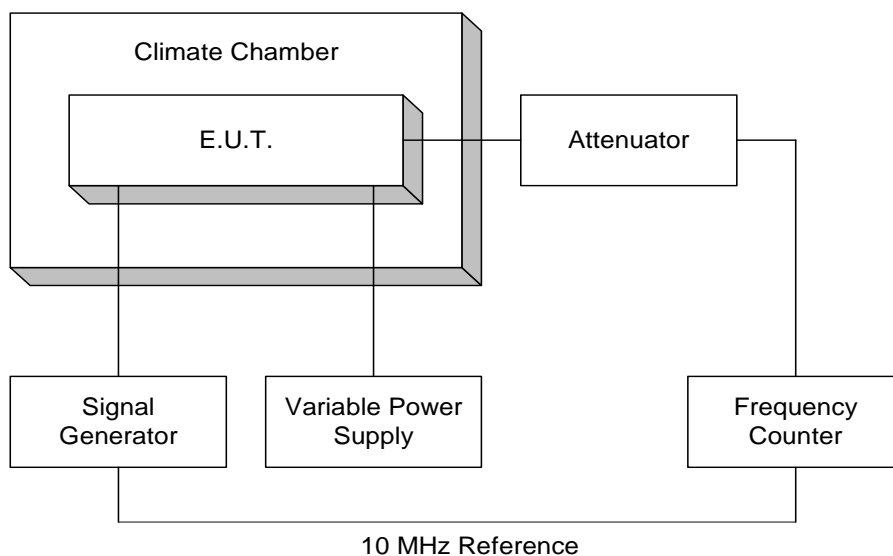 Climate Chamber
E.U.T.
Attenuator
Signal
Generator
Variable Power
Supply
Frequency
Counter
10 MHz Reference